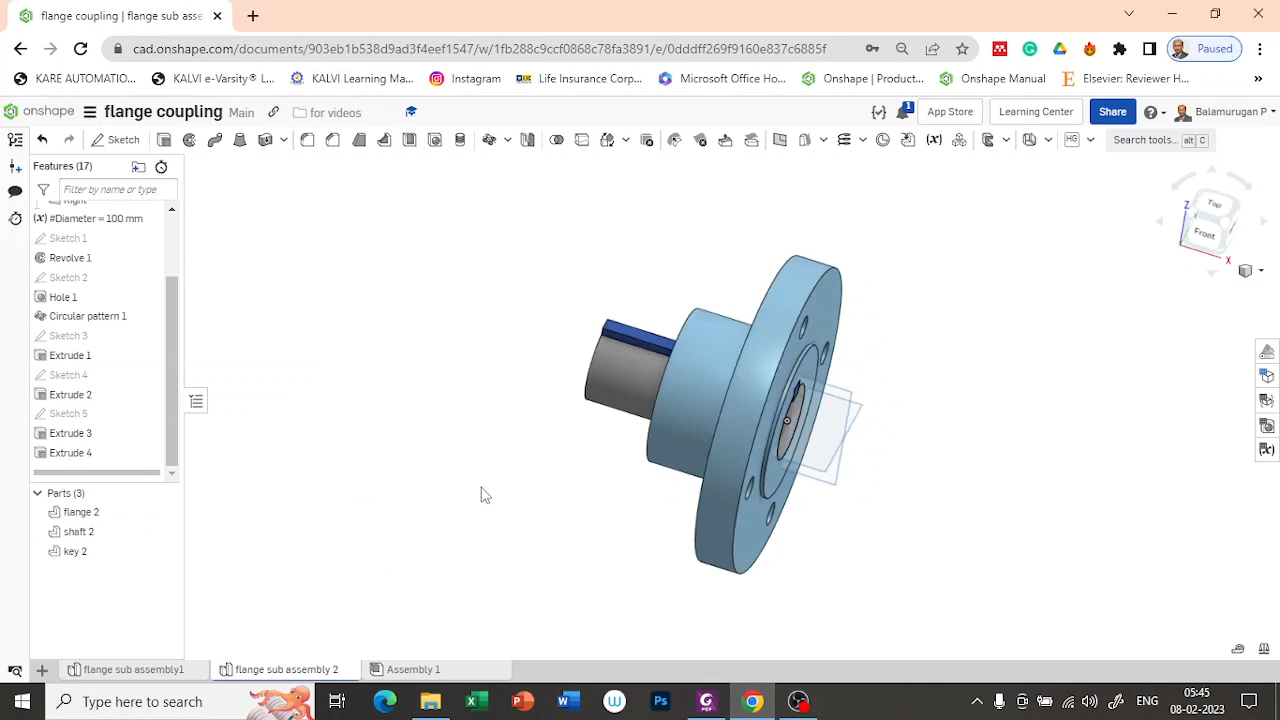 flange coupling | flange sub asse
cad.onshape.com/document/903eb1b538d9ad3f4eef1547/w/1fb288c9ccf0868c78fa3891/e/0dddff269f9160e837c6885f
Paused
KARE AUTOMATIO...
KALVI e-Varsity® L...
KALVI Learning Ma...
Instagram
Life Insurance Corp...
Microsoft Office Ho...
Onshape | Product...
Onshape Manual
Elsevier: Reviewer H...
onshape
flange coupling
Main
for videos
1
App Store
Learning Center
Share
Balamurugan P
Sketch
Search tools...
alt
C
Features (17)
Filter by name or type
Right
(x) #Diameter = 100 mm
Sketch 1
Revolve 1
Sketch 2
Hole 1
Circular pattern 1
Sketch 3
Extrude 1
Sketch 4
Extrude 2
Sketch 5
Extrude 3
Extrude 4
Parts (3)
flange 2
shaft 2
key 2
Top
Front
Z
Y
X
flange sub assembly1
flange sub assembly 2
Assembly 1
Type here to search
ENG
05:45
08-02-2023